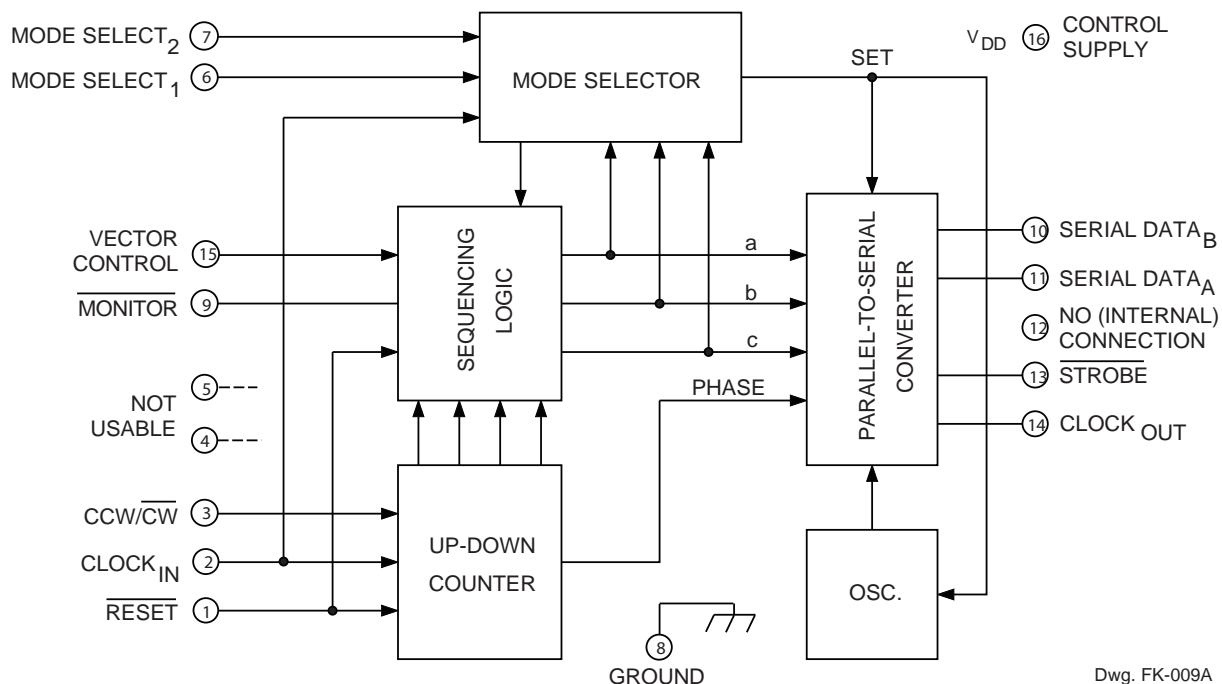 MODE SELECT2 7
MODE SELECT1 6
MODE SELECTOR
SET
VDD 16 CONTROL
SUPPLY
VECTOR
CONTROL 15
MONITOR 9
SEQUENCING
LOGIC
a
b
c
PHASE
PARALLEL-TO-SERIAL
CONVERTER
10 SERIAL DATAB
11 SERIAL DATAA
12 NO (INTERNAL)
CONNECTION
13 STROBE
14 CLOCK OUT
5
NOT
USABLE
4
CCW/CW 3
CLOCKIN 2
RESET 1
UP-DOWN
COUNTER
OSC.
8
GROUND
Dwg. FK-009A